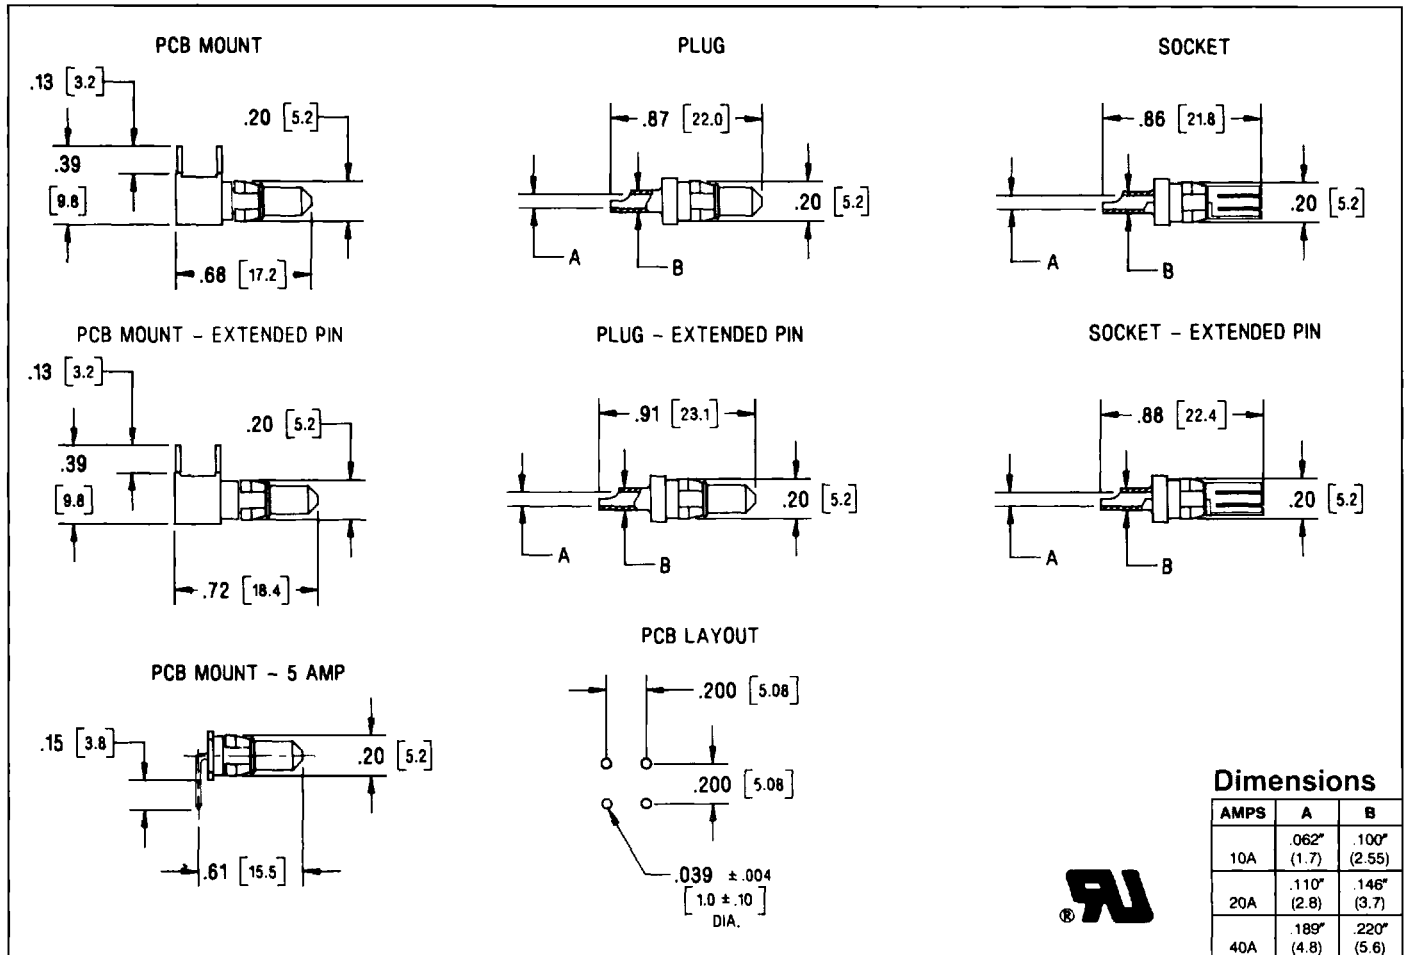 PCB MOUNT
.13 [3.2]
.20 [5.2]
.39
[9.8]
.68 [17.2]
PLUG
.87 [22.0]
.20 [5.2]
A
B
SOCKET
.86 [21.8]
.20 [5.2]
A
B
PCB MOUNT - EXTENDED PIN
.13 [3.2]
.20 [5.2]
.39
[9.8]
.72 [18.4]
PLUG - EXTENDED PIN
.91 [23.1]
.20 [5.2]
A
B
SOCKET - EXTENDED PIN
.88 [22.4]
.20 [5.2]
A
B
PCB MOUNT - 5 AMP
.15 [3.8]
.20 [5.2]
.61 [15.5]
PCB LAYOUT
.200 [5.08]
.200 [5.08]
.039 ±.004
[1.0 ±.10]
DIA.
®
Dimensions
AMPS A B
10A .062" (1.7) .100" (2.55)
20A .110" (2.8) .146" (3.7)
40A .189" (4.8) .220" (5.6)